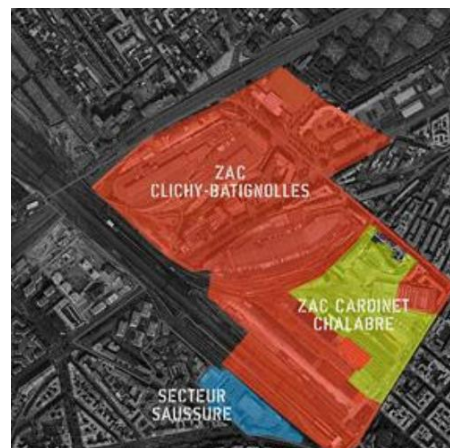 ZAC
CLICHY-BATIGNOLLES
ZAC CARDINET
CHALABRE
SECTEUR
SAUSSURE